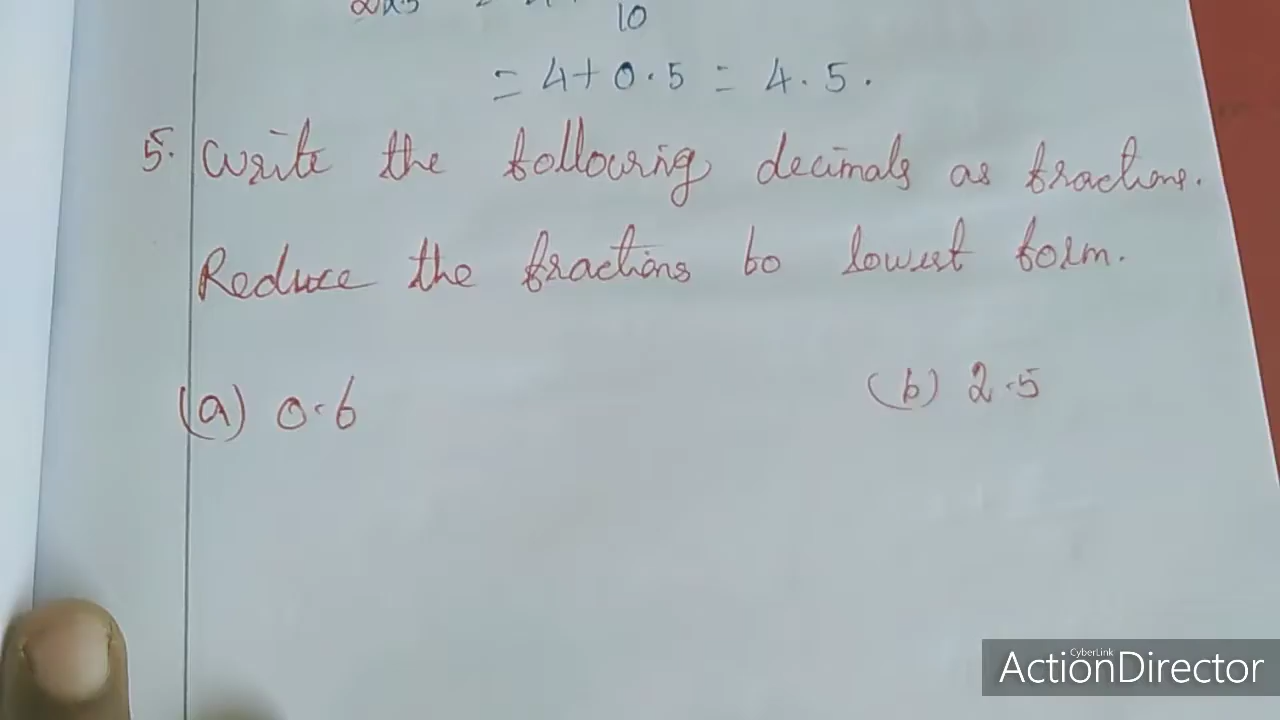 10
= 4 + 0.5 = 4.5.
5. Write the following decimals as fractions.
Reduce the fractions to lowest form.
(a) 0.6 (b) 2.5
CyberLink
ActionDirector